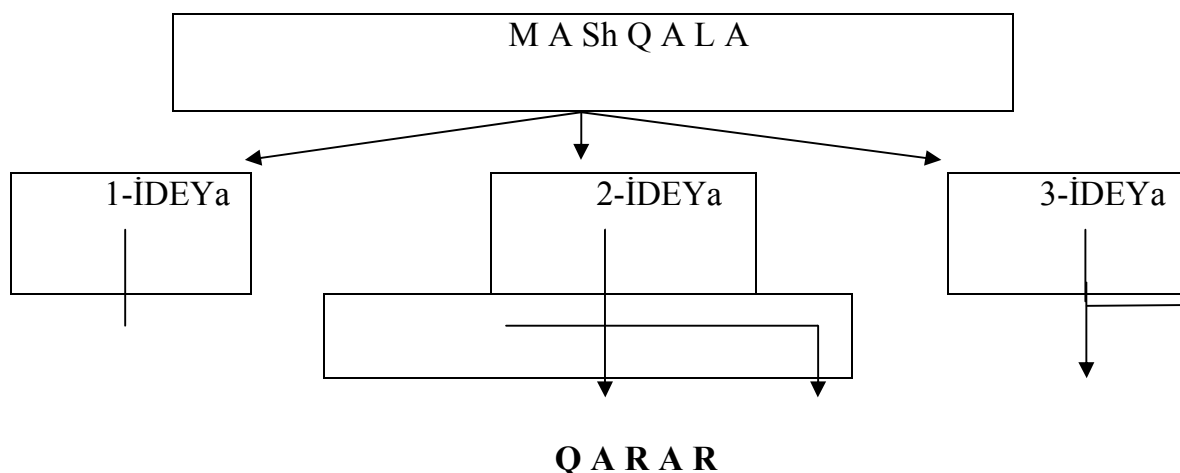 M A Sh Q A L A
1-İDEYa 2-İDEYa 3-İDEYa
Q A R A R